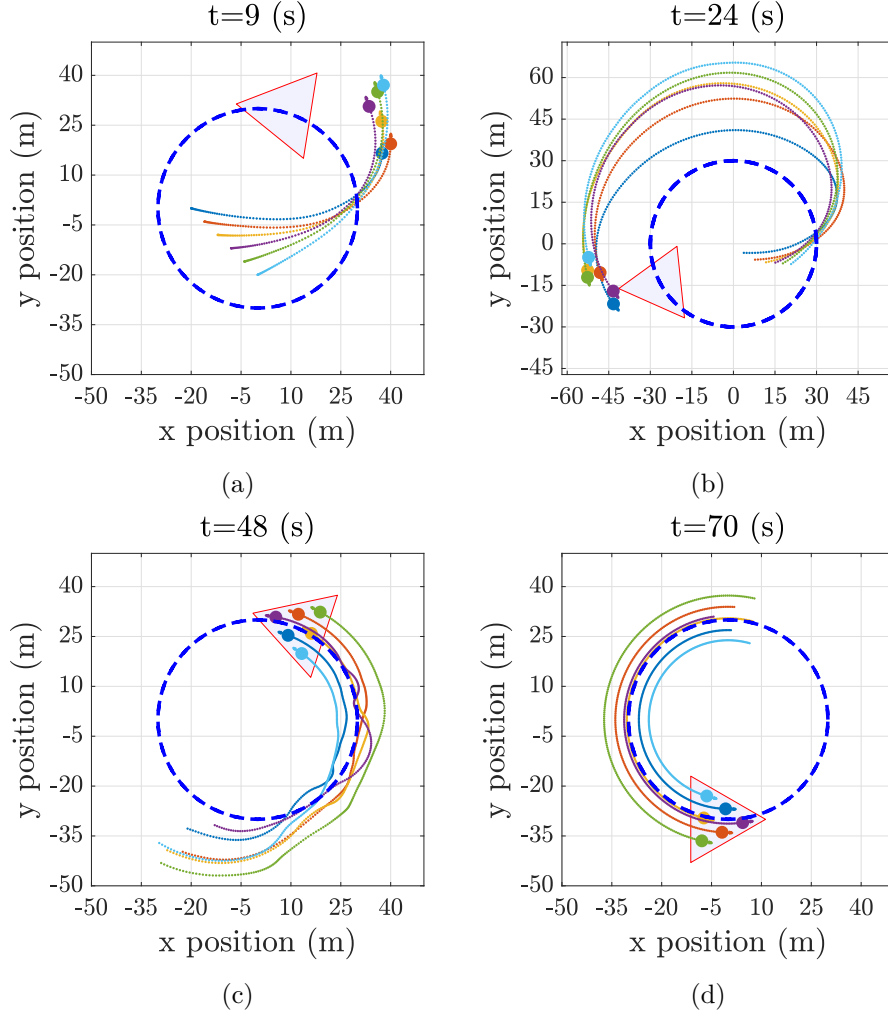 t=9 (s)
40
25
10
-5
-20
-35
-50
-50 -35 -20 -5 10 25 40
y position (m)
x position (m)
(a)
t=24 (s)
60
45
30
15
0
-15
-30
-45
-60 -45 -30 -15 0 15 30 45
y position (m)
x position (m)
(b)
t=48 (s)
40
25
10
-5
-20
-35
-50
-50 -35 -20 -5 10 25 40
y position (m)
x position (m)
(c)
t=70 (s)
40
25
10
-5
-20
-35
-50
-50 -35 -20 -5 10 25 40
y position (m)
x position (m)
(d)